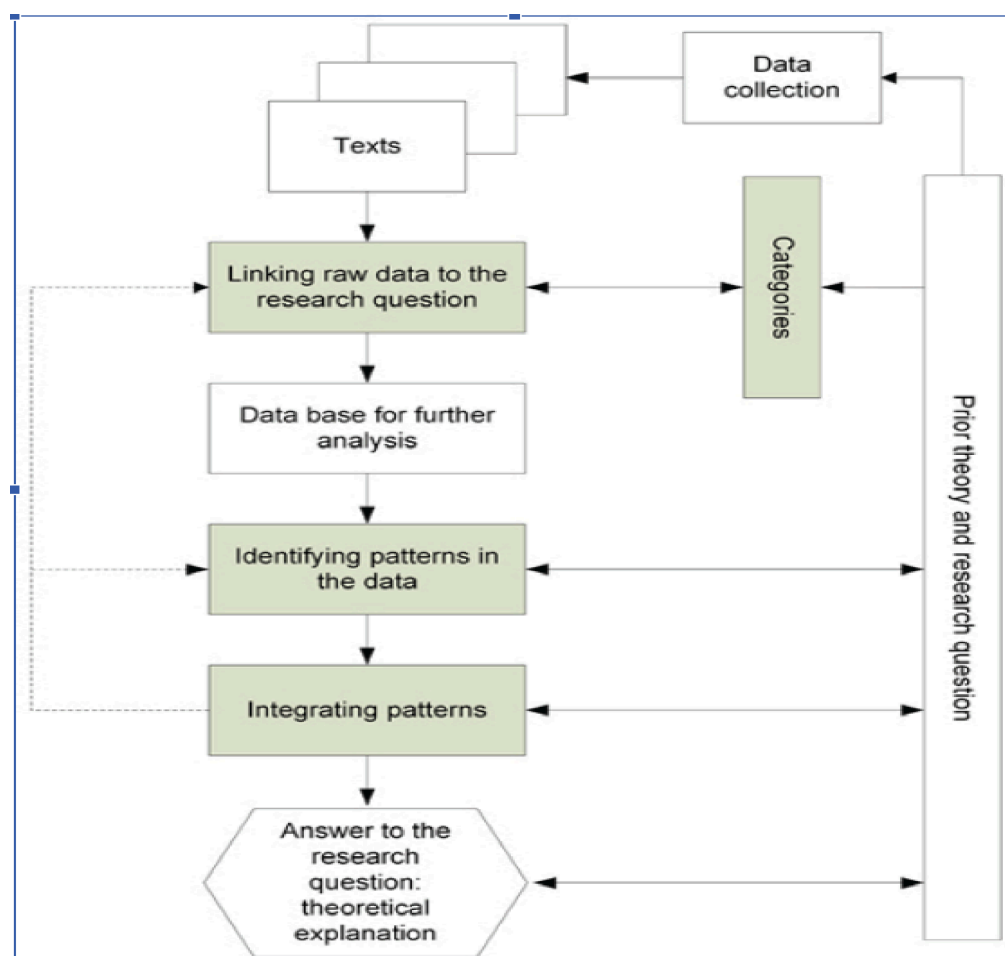 Data
collection
Texts
Categories
Linking raw data to the
research question
Data base for further
analysis
Prior theory and research question
Identifying patterns in
the data
Integrating patterns
Answer to the
research
question:
theoretical
explanation